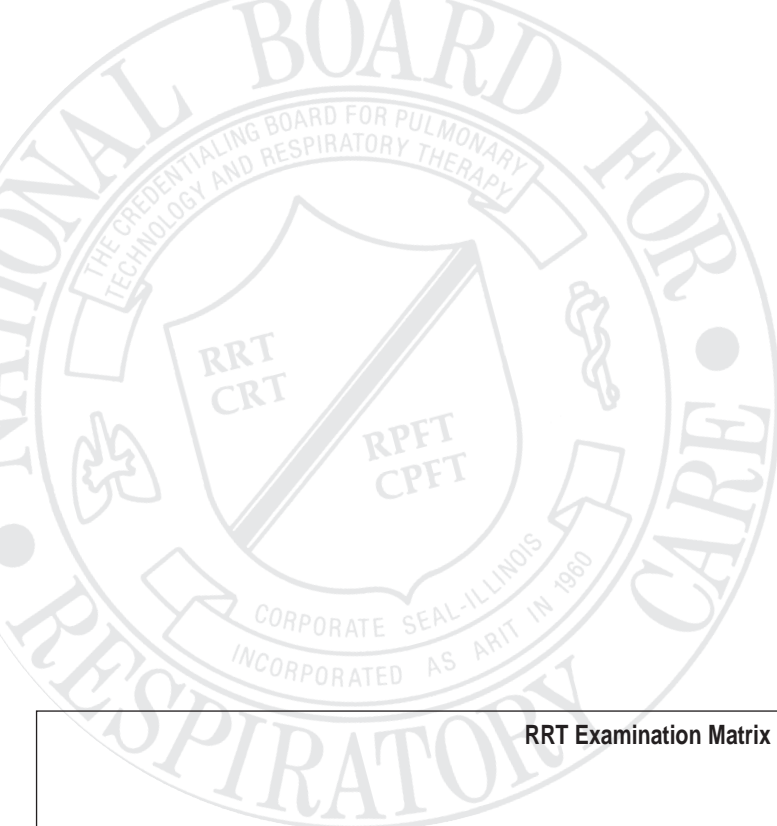 NATIONAL BOARD FOR
RESPIRATORY CARE
THE CREDENTIALING BOARD FOR PULMONARY
TECHNOLOGY AND RESPIRATORY THERAPY
RRT
CRT
RPFT
CPFT
CORPORATE SEAL-ILLINOIS
INCORPORATED AS ARIT IN 1960
RRT Examination Matrix